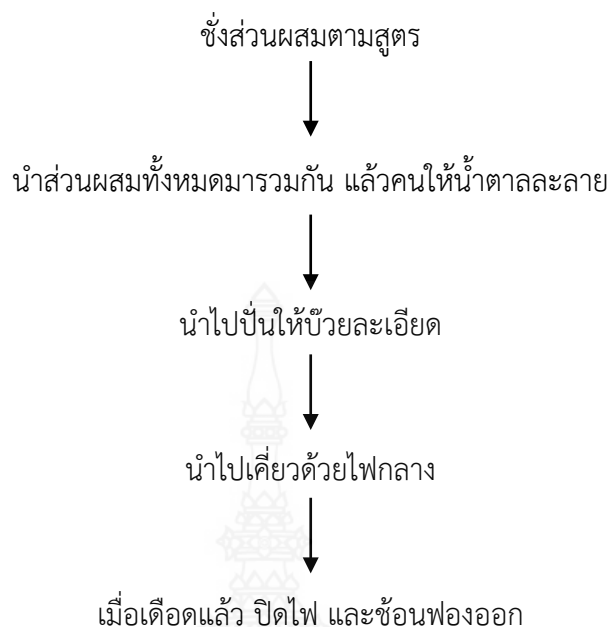 ชั่งส่วนผสมตามสูตร
นำส่วนผสมทั้งหมดมารวมกัน แล้วคนให้น้ำตาลละลาย
นำไปปั่นให้บ๊วยละเอียด
นำไปเคี่ยวด้วยไฟกลาง
เมื่อเดือดแล้ว ปิดไฟ และช้อนฟองออก